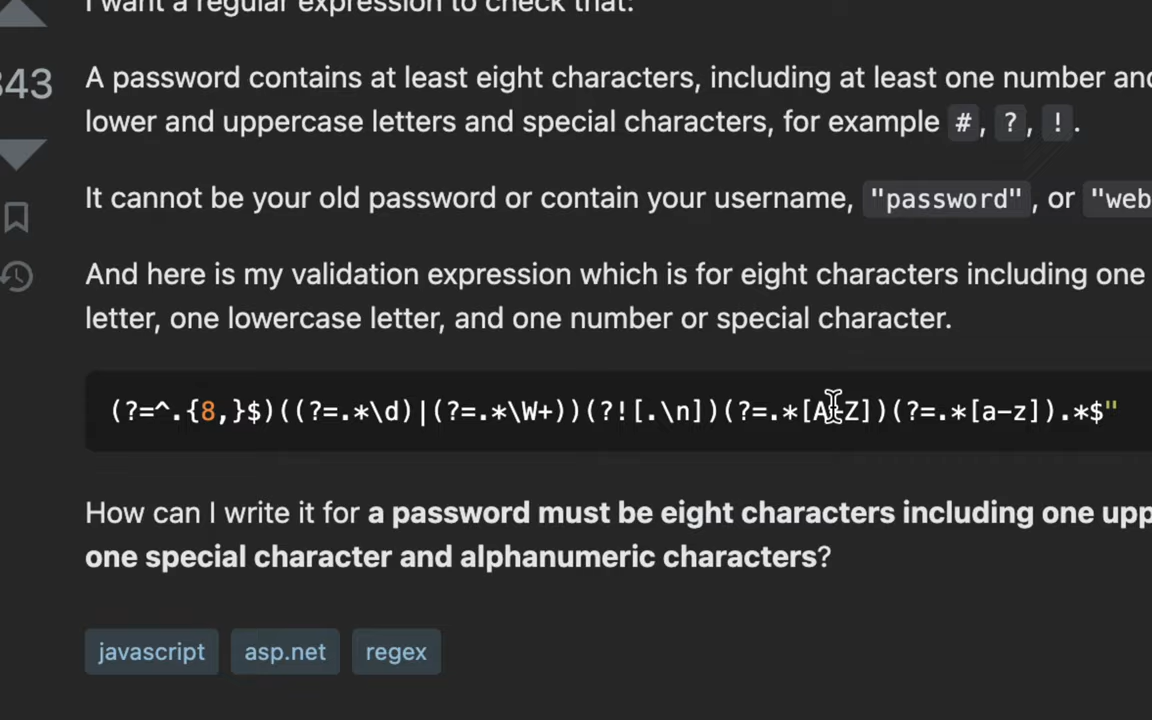 I want a regular expression to check that:
843
A password contains at least eight characters, including at least one number and
lower and uppercase letters and special characters, for example #, ?, !.
It cannot be your old password or contain your username, "password", or "web
And here is my validation expression which is for eight characters including one
letter, one lowercase letter, and one number or special character.
(?=^.{8,}$)((?=.*\d)|(?=.*\W+))(?![.\n])(?=.*[A-Z])(?=.*[a-z]).*$"
How can I write it for a password must be eight characters including one upp
one special character and alphanumeric characters?
javascript asp.net regex